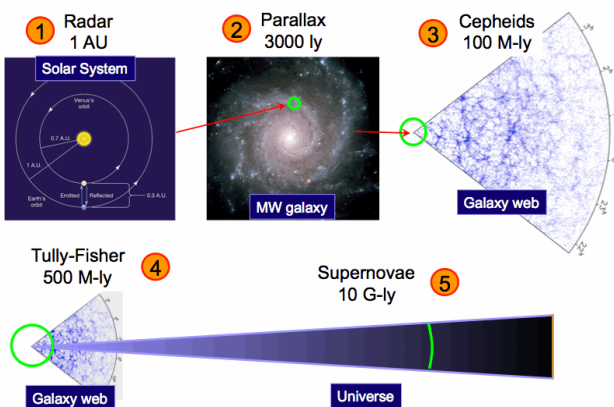 1
Radar
1 AU
Solar System
Venus's
orbit
0.7 A.U.
1 A.U.
Emitted
Reflected
0.3 A.U.
Earth's
orbit
2
Parallax
3000 ly
MW galaxy
3
Cepheids
100 M-ly
Galaxy web
Tully-Fisher
500 M-ly
4
Galaxy web
Supernovae
10 G-ly
5
Universe